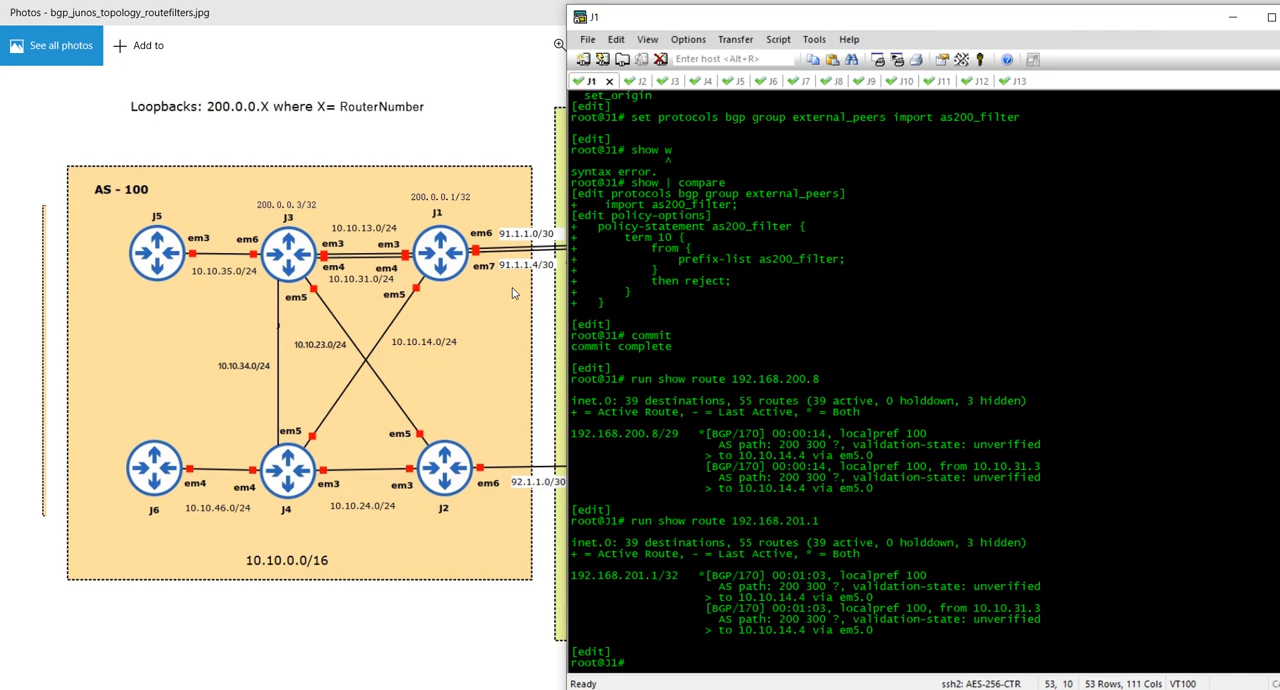 Photos - bgp_junos_topology_routefilters.jpg
See all photos
Add to
Loopbacks: 200.0.0.X where X= RouterNumber
AS - 100
200.0.0.1/32
200.0.0.3/32
J5
J3
J1
10.10.13.0/24
em3
em6
em3
em3
em6
91.1.1.0/30
em4
em4
em7
91.1.1.4/30
10.10.35.0/24
10.10.31.0/24
em5
em5
10.10.23.0/24
10.10.14.0/24
10.10.34.0/24
em5
em5
em4
em4
em3
em3
em6
92.1.1.0/30
J6
10.10.46.0/24
J4
10.10.24.0/24
J2
10.10.0.0/16
J1
File Edit View Options Transfer Script Tools Help
Enter host <Alt+R>
J1 J2 J3 J4 J5 J6 J7 J8 J9 J10 J11 J12 J13
set_origin
[edit]
root@J1# set protocols bgp group external_peers import as200_filter
[edit]
root@J1# show w
^
syntax error.
root@J1# show | compare
[edit protocols bgp group external_peers]
+    import as200_filter;
[edit policy-options]
+   policy-statement as200_filter {
+       term 10 {
+           from {
+               prefix-list as200_filter;
+           }
+           then reject;
+       }
+   }
[edit]
root@J1# commit
commit complete
[edit]
root@J1# run show route 192.168.200.8
inet.0: 39 destinations, 55 routes (39 active, 0 holddown, 3 hidden)
+ = Active Route, - = Last Active, * = Both
192.168.200.8/29   *[BGP/170] 00:00:14, localpref 100
AS path: 200 300 ?, validation-state: unverified
> to 10.10.14.4 via em5.0
[BGP/170] 00:00:14, localpref 100, from 10.10.31.3
AS path: 200 300 ?, validation-state: unverified
> to 10.10.14.4 via em5.0
[edit]
root@J1# run show route 192.168.201.1
inet.0: 39 destinations, 55 routes (39 active, 0 holddown, 3 hidden)
+ = Active Route, - = Last Active, * = Both
192.168.201.1/32   *[BGP/170] 00:01:03, localpref 100
AS path: 200 300 ?, validation-state: unverified
> to 10.10.14.4 via em5.0
[BGP/170] 00:01:03, localpref 100, from 10.10.31.3
AS path: 200 300 ?, validation-state: unverified
> to 10.10.14.4 via em5.0
[edit]
root@J1#
Ready ssh2: AES-256-CTR 53, 10 53 Rows, 111 Cols VT100